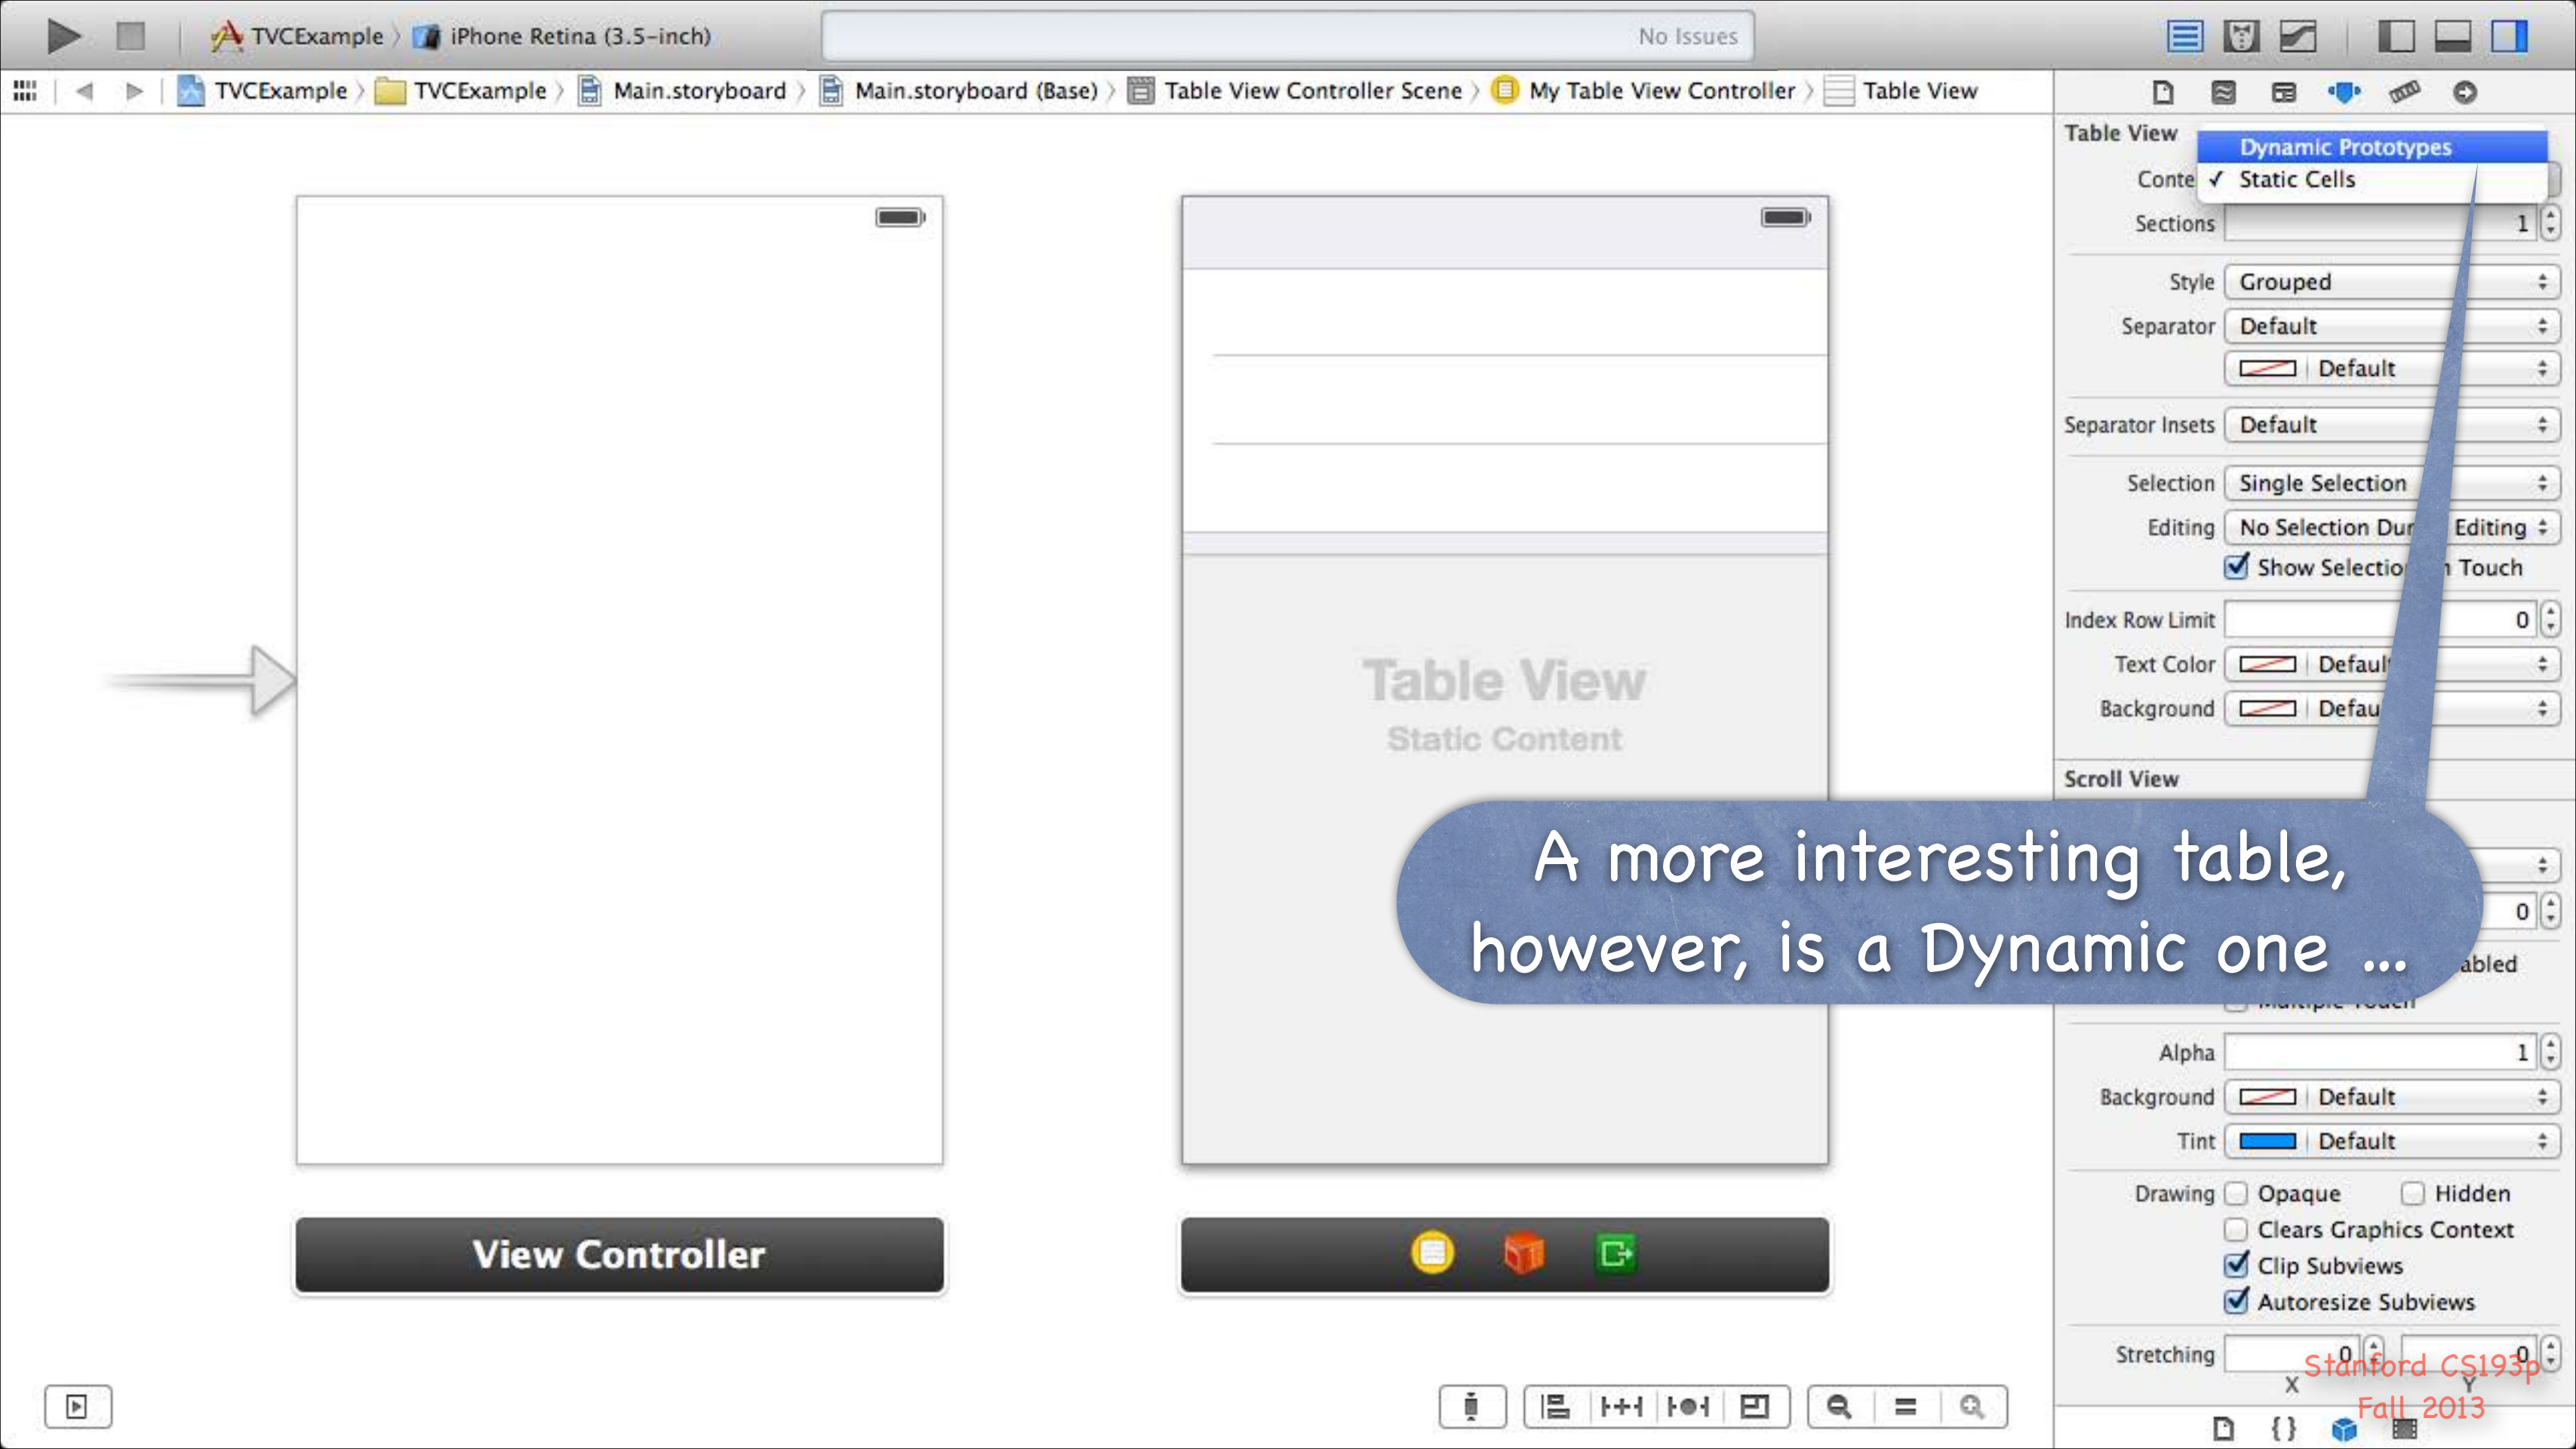 TVCExample iPhone Retina (3.5-inch)
No Issues
TVCExample TVCExample Main.storyboard Main.storyboard (Base) Table View Controller Scene My Table View Controller Table View
Table View
Dynamic Prototypes
Conte ✓ Static Cells
Sections 1
Style Grouped
Separator Default
Default
Separator Insets Default
Selection Single Selection
Editing No Selection Dur Editing
Show Selectio n Touch
Index Row Limit 0
Text Color Default
Background Defau
Table View
Static Content
Scroll View
A more interesting table,
however, is a Dynamic one ...
0
abled
Alpha 1
Background Default
Tint Default
Drawing Opaque Hidden
Clears Graphics Context
Clip Subviews
Autoresize Subviews
View Controller
Stretching 0 0
X Y
Stanford CS193p
Fall 2013